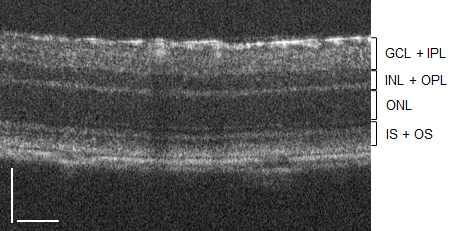 GCL + IPL
INL + OPL
ONL
IS + OS